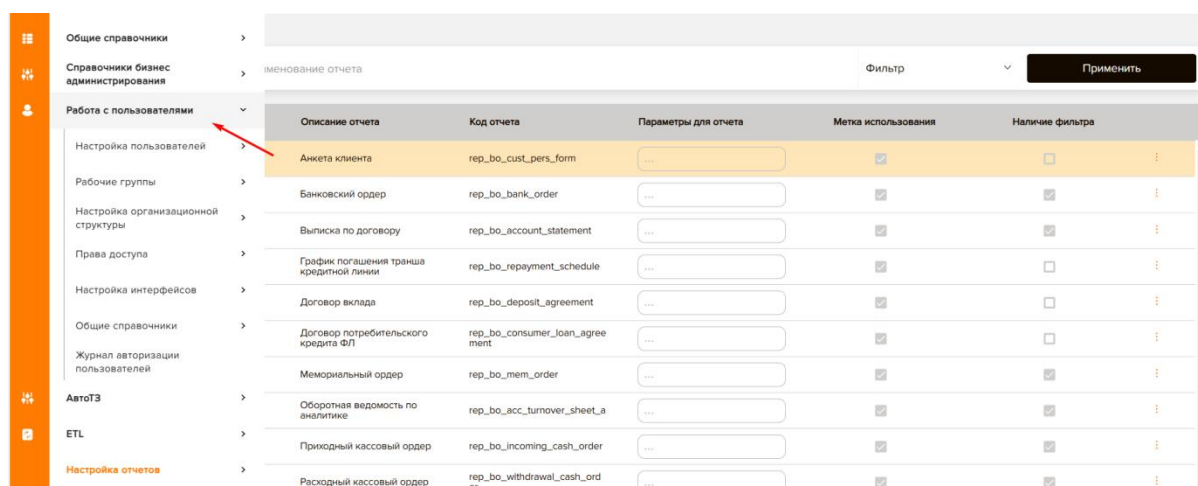 Общие справочники
Справочники бизнес
администрирования
Работа с пользователями
Настройка пользователей
Рабочие группы
Настройка организационной
структуры
Права доступа
Настройка интерфейсов
Общие справочники
Журнал авторизации
пользователей
АвтоТЗ
ETL
Настройка отчетов
отчета
Фильтр
Применить
Описание отчета
Код отчета
Параметры для отчета
Метка использования
Наличие фильтра
Анкета клиента
rep_bo_cust_pers_form
...
Банковский ордер
rep_bo_bank_order
...
Выписка по договору
rep_bo_account_statement
...
График погашения транша
кредитной линии
rep_bo_repayment_schedule
...
Договор вклада
rep_bo_deposit_agreement
...
Договор потребительского
кредита ФЛ
rep_bo_consumer_loan_agree
ment
...
Мемориальный ордер
rep_bo_mem_order
...
Оборотная ведомость по
аналитике
rep_bo_acc_turnover_sheet_a
...
Приходный кассовый ордер
rep_bo_incoming_cash_order
...
Расходный кассовый ордер
rep_bo_withdrawal_cash_ord
...